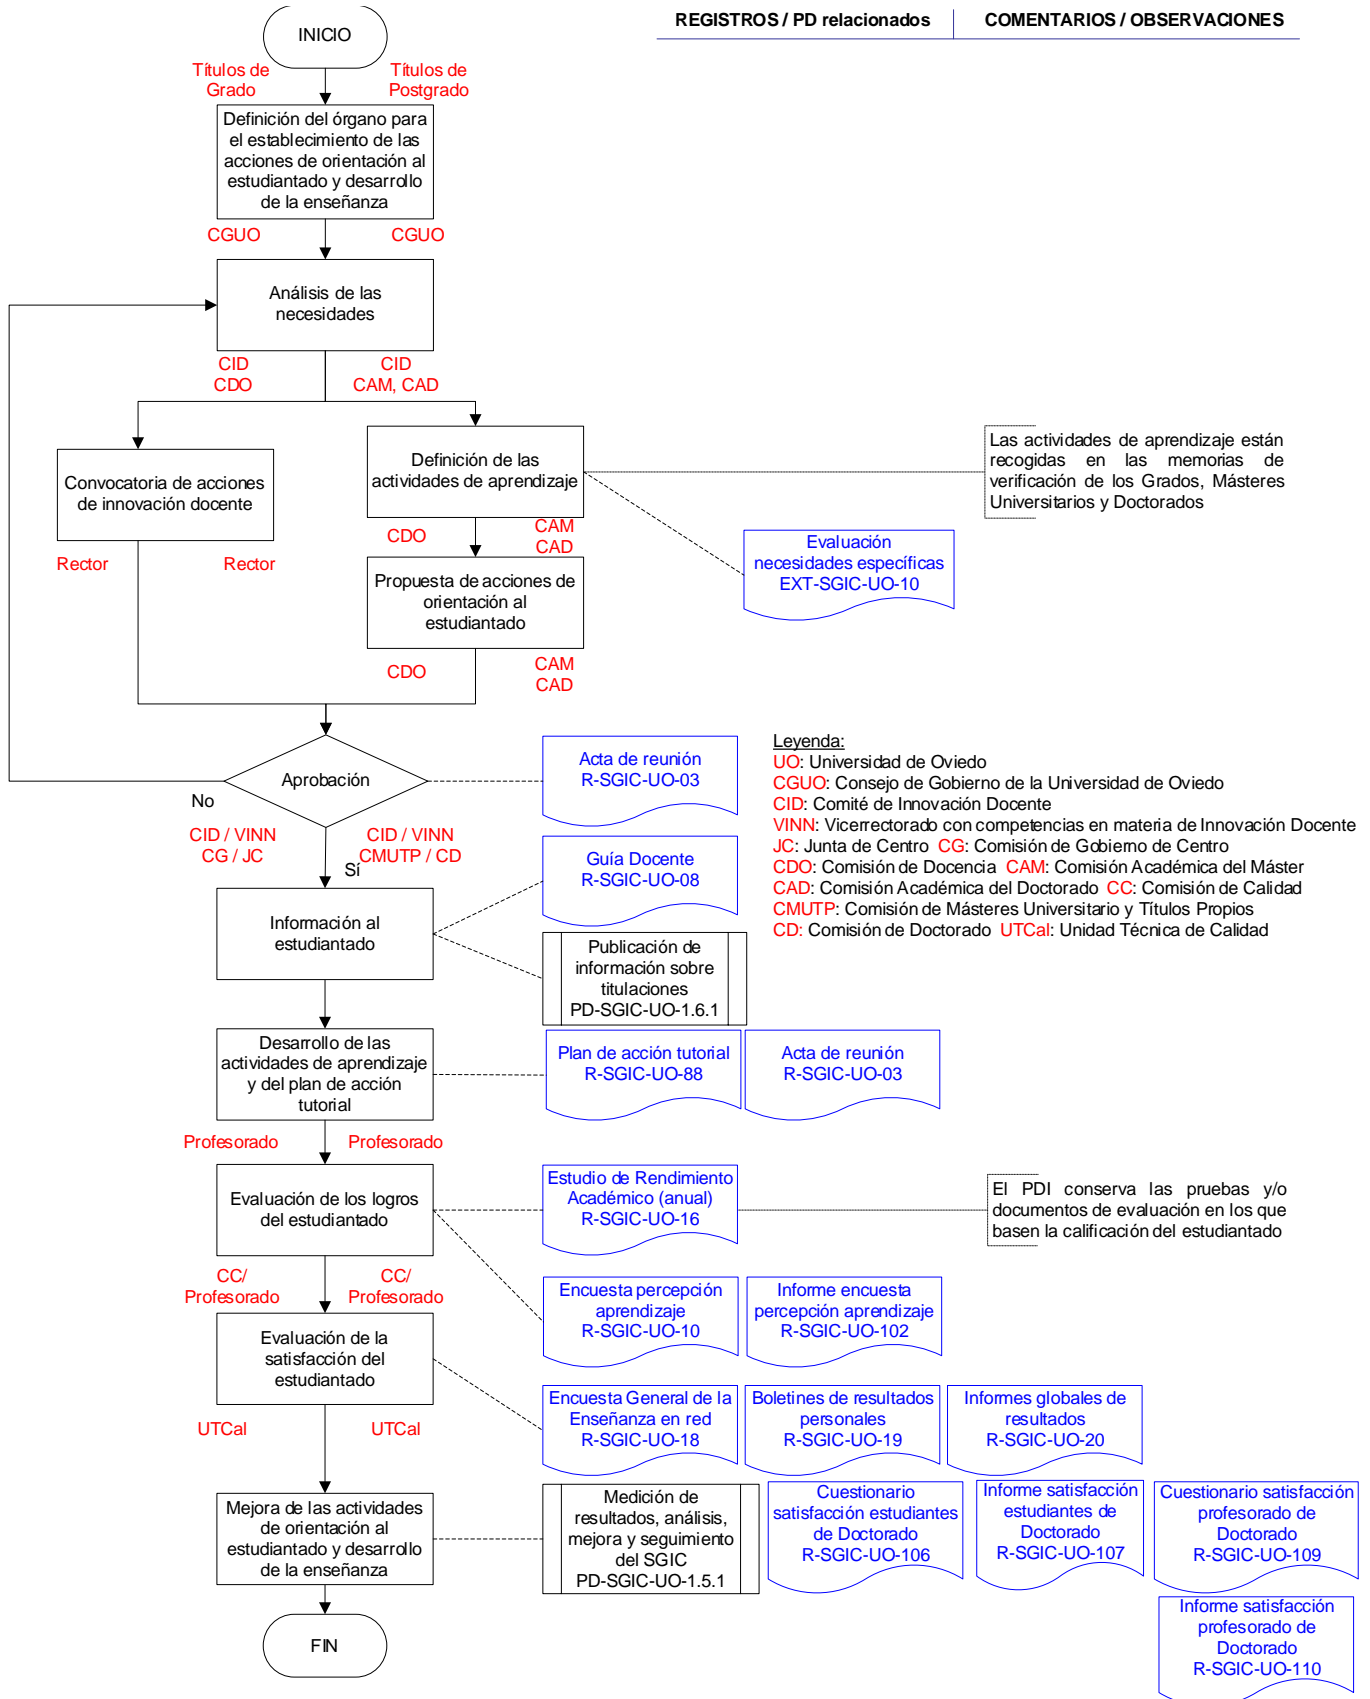 REGISTROS / PD relacionados
COMENTARIOS / OBSERVACIONES
INICIO
Títulos de
Grado
Títulos de
Postgrado
Definición del órgano para
el establecimiento de las
acciones de orientación al
estudiantado y desarrollo
de la enseñanza
CGUO
CGUO
Análisis de las
necesidades
CID
CDO
CID
CAM, CAD
Convocatoria de acciones
de innovación docente
Definición de las
actividades de aprendizaje
Las actividades de aprendizaje están
recogidas en las memorias de
verificación de los Grados, Másteres
Universitarios y Doctorados
CDO
CAM
CAD
Evaluación
necesidades específicas
EXT-SGIC-UO-10
Rector
Rector
Propuesta de acciones de
orientación al
estudiantado
CDO
CAM
CAD
Aprobación
No
Sí
CID / VINN
CG / JC
CID / VINN
CMUTP / CD
Acta de reunión
R-SGIC-UO-03
Leyenda:
UO: Universidad de Oviedo
CGUO: Consejo de Gobierno de la Universidad de Oviedo
CID: Comité de Innovación Docente
VINN: Vicerrectorado con competencias en materia de Innovación Docente
JC: Junta de Centro CG: Comisión de Gobierno de Centro
CDO: Comisión de Docencia CAM: Comisión Académica del Máster
CAD: Comisión Académica del Doctorado CC: Comisión de Calidad
CMUTP: Comisión de Másteres Universitario y Títulos Propios
CD: Comisión de Doctorado UTCal: Unidad Técnica de Calidad
Información al
estudiantado
Guía Docente
R-SGIC-UO-08
Publicación de
información sobre
titulaciones
PD-SGIC-UO-1.6.1
Desarrollo de las
actividades de aprendizaje
y del plan de acción
tutorial
Plan de acción tutorial
R-SGIC-UO-88
Acta de reunión
R-SGIC-UO-03
Profesorado
Profesorado
Evaluación de los logros
del estudiantado
Estudio de Rendimiento
Académico (anual)
R-SGIC-UO-16
El PDI conserva las pruebas y/o
documentos de evaluación en los que
basen la calificación del estudiantado
CC/
Profesorado
CC/
Profesorado
Encuesta percepción
aprendizaje
R-SGIC-UO-10
Informe encuesta
percepción aprendizaje
R-SGIC-UO-102
Evaluación de la
satisfacción del
estudiantado
Encuesta General de la
Enseñanza en red
R-SGIC-UO-18
Boletines de resultados
personales
R-SGIC-UO-19
Informes globales de
resultados
R-SGIC-UO-20
UTCal
UTCal
Mejora de las actividades
de orientación al
estudiantado y desarrollo
de la enseñanza
Medición de
resultados, análisis,
mejora y seguimiento
del SGIC
PD-SGIC-UO-1.5.1
Cuestionario
satisfacción estudiantes
de Doctorado
R-SGIC-UO-106
Informe satisfacción
estudiantes de
Doctorado
R-SGIC-UO-107
Cuestionario satisfacción
profesorado de
Doctorado
R-SGIC-UO-109
FIN
Informe satisfacción
profesorado de
Doctorado
R-SGIC-UO-110